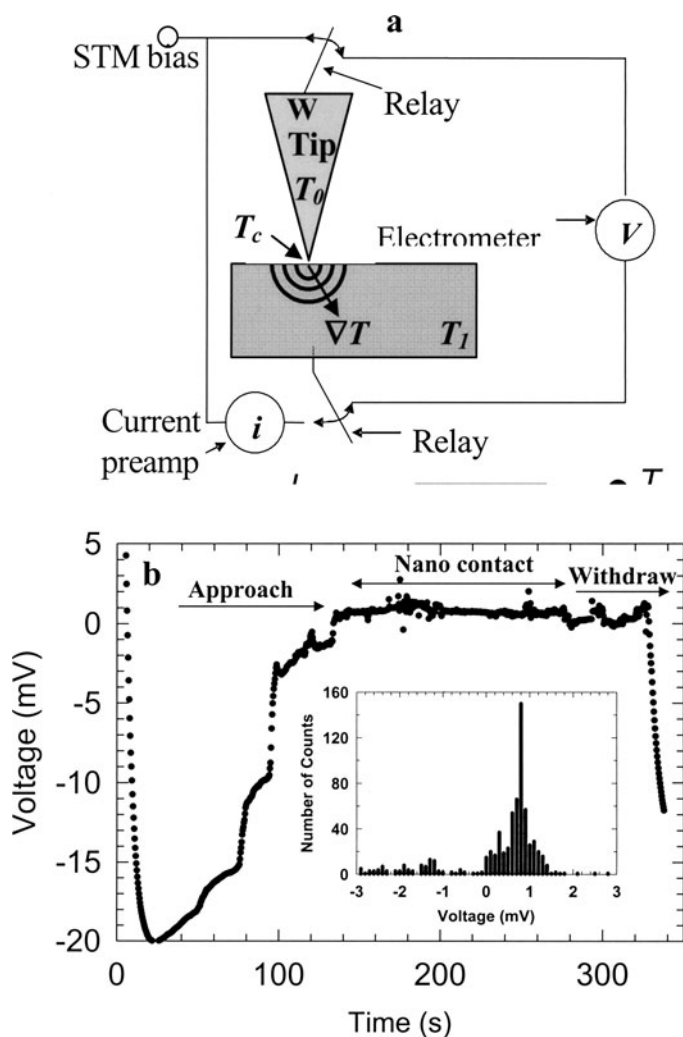 a
STM bias
Relay
W
Tip
T0
Tc
Electrometer
V
∇T
T1
Current
preamp
i
Relay
b
Approach
Nano contact
Withdraw
Voltage (mV)
5
0
-5
-10
-15
-20
Number of Counts
160
120
80
40
0
-3 -2 -1 0 1 2 3
Voltage (mV)
0 100 200 300
Time (s)